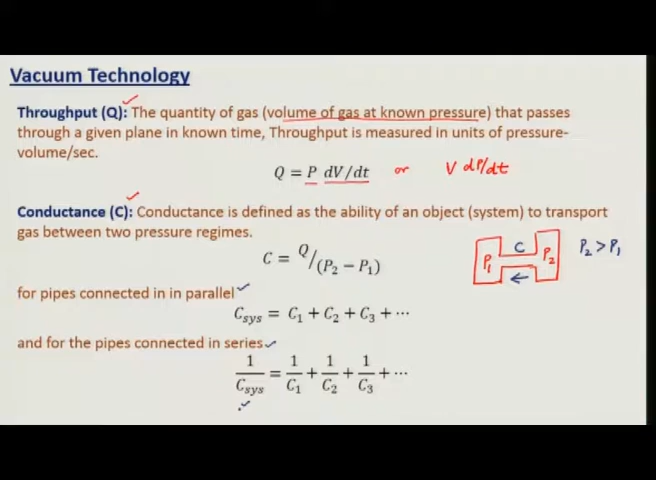 Vacuum Technology
Throughput (Q): The quantity of gas (volume of gas at known pressure) that passes
through a given plane in known time, Throughput is measured in units of pressure-
volume/sec.
Q = P dV/dt or V dP/dt
Conductance (C): Conductance is defined as the ability of an object (system) to transport
gas between two pressure regimes.
C = Q/(P₂ − P₁)
P₁ C P₂ P₂ > P₁
for pipes connected in in parallel
C_sys = C₁ + C₂ + C₃ + ⋯
and for the pipes connected in series
1/C_sys = 1/C₁ + 1/C₂ + 1/C₃ + ⋯